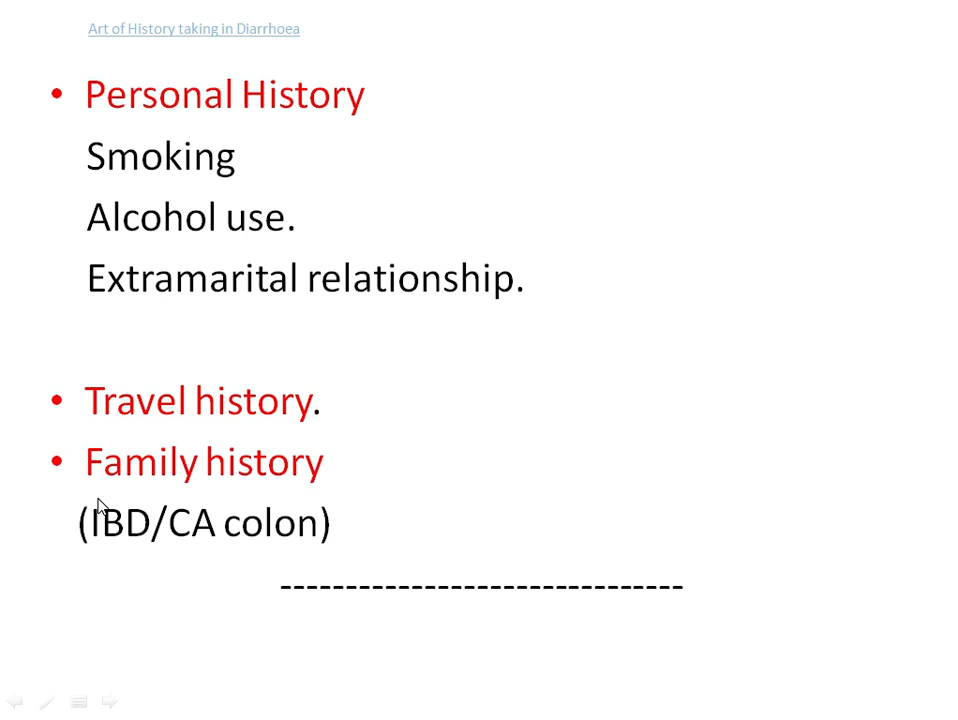 Art of History taking in Diarrhoea
• Personal History
Smoking
Alcohol use.
Extramarital relationship.
• Travel history.
• Family history
(IBD/CA colon)
-------------------------------